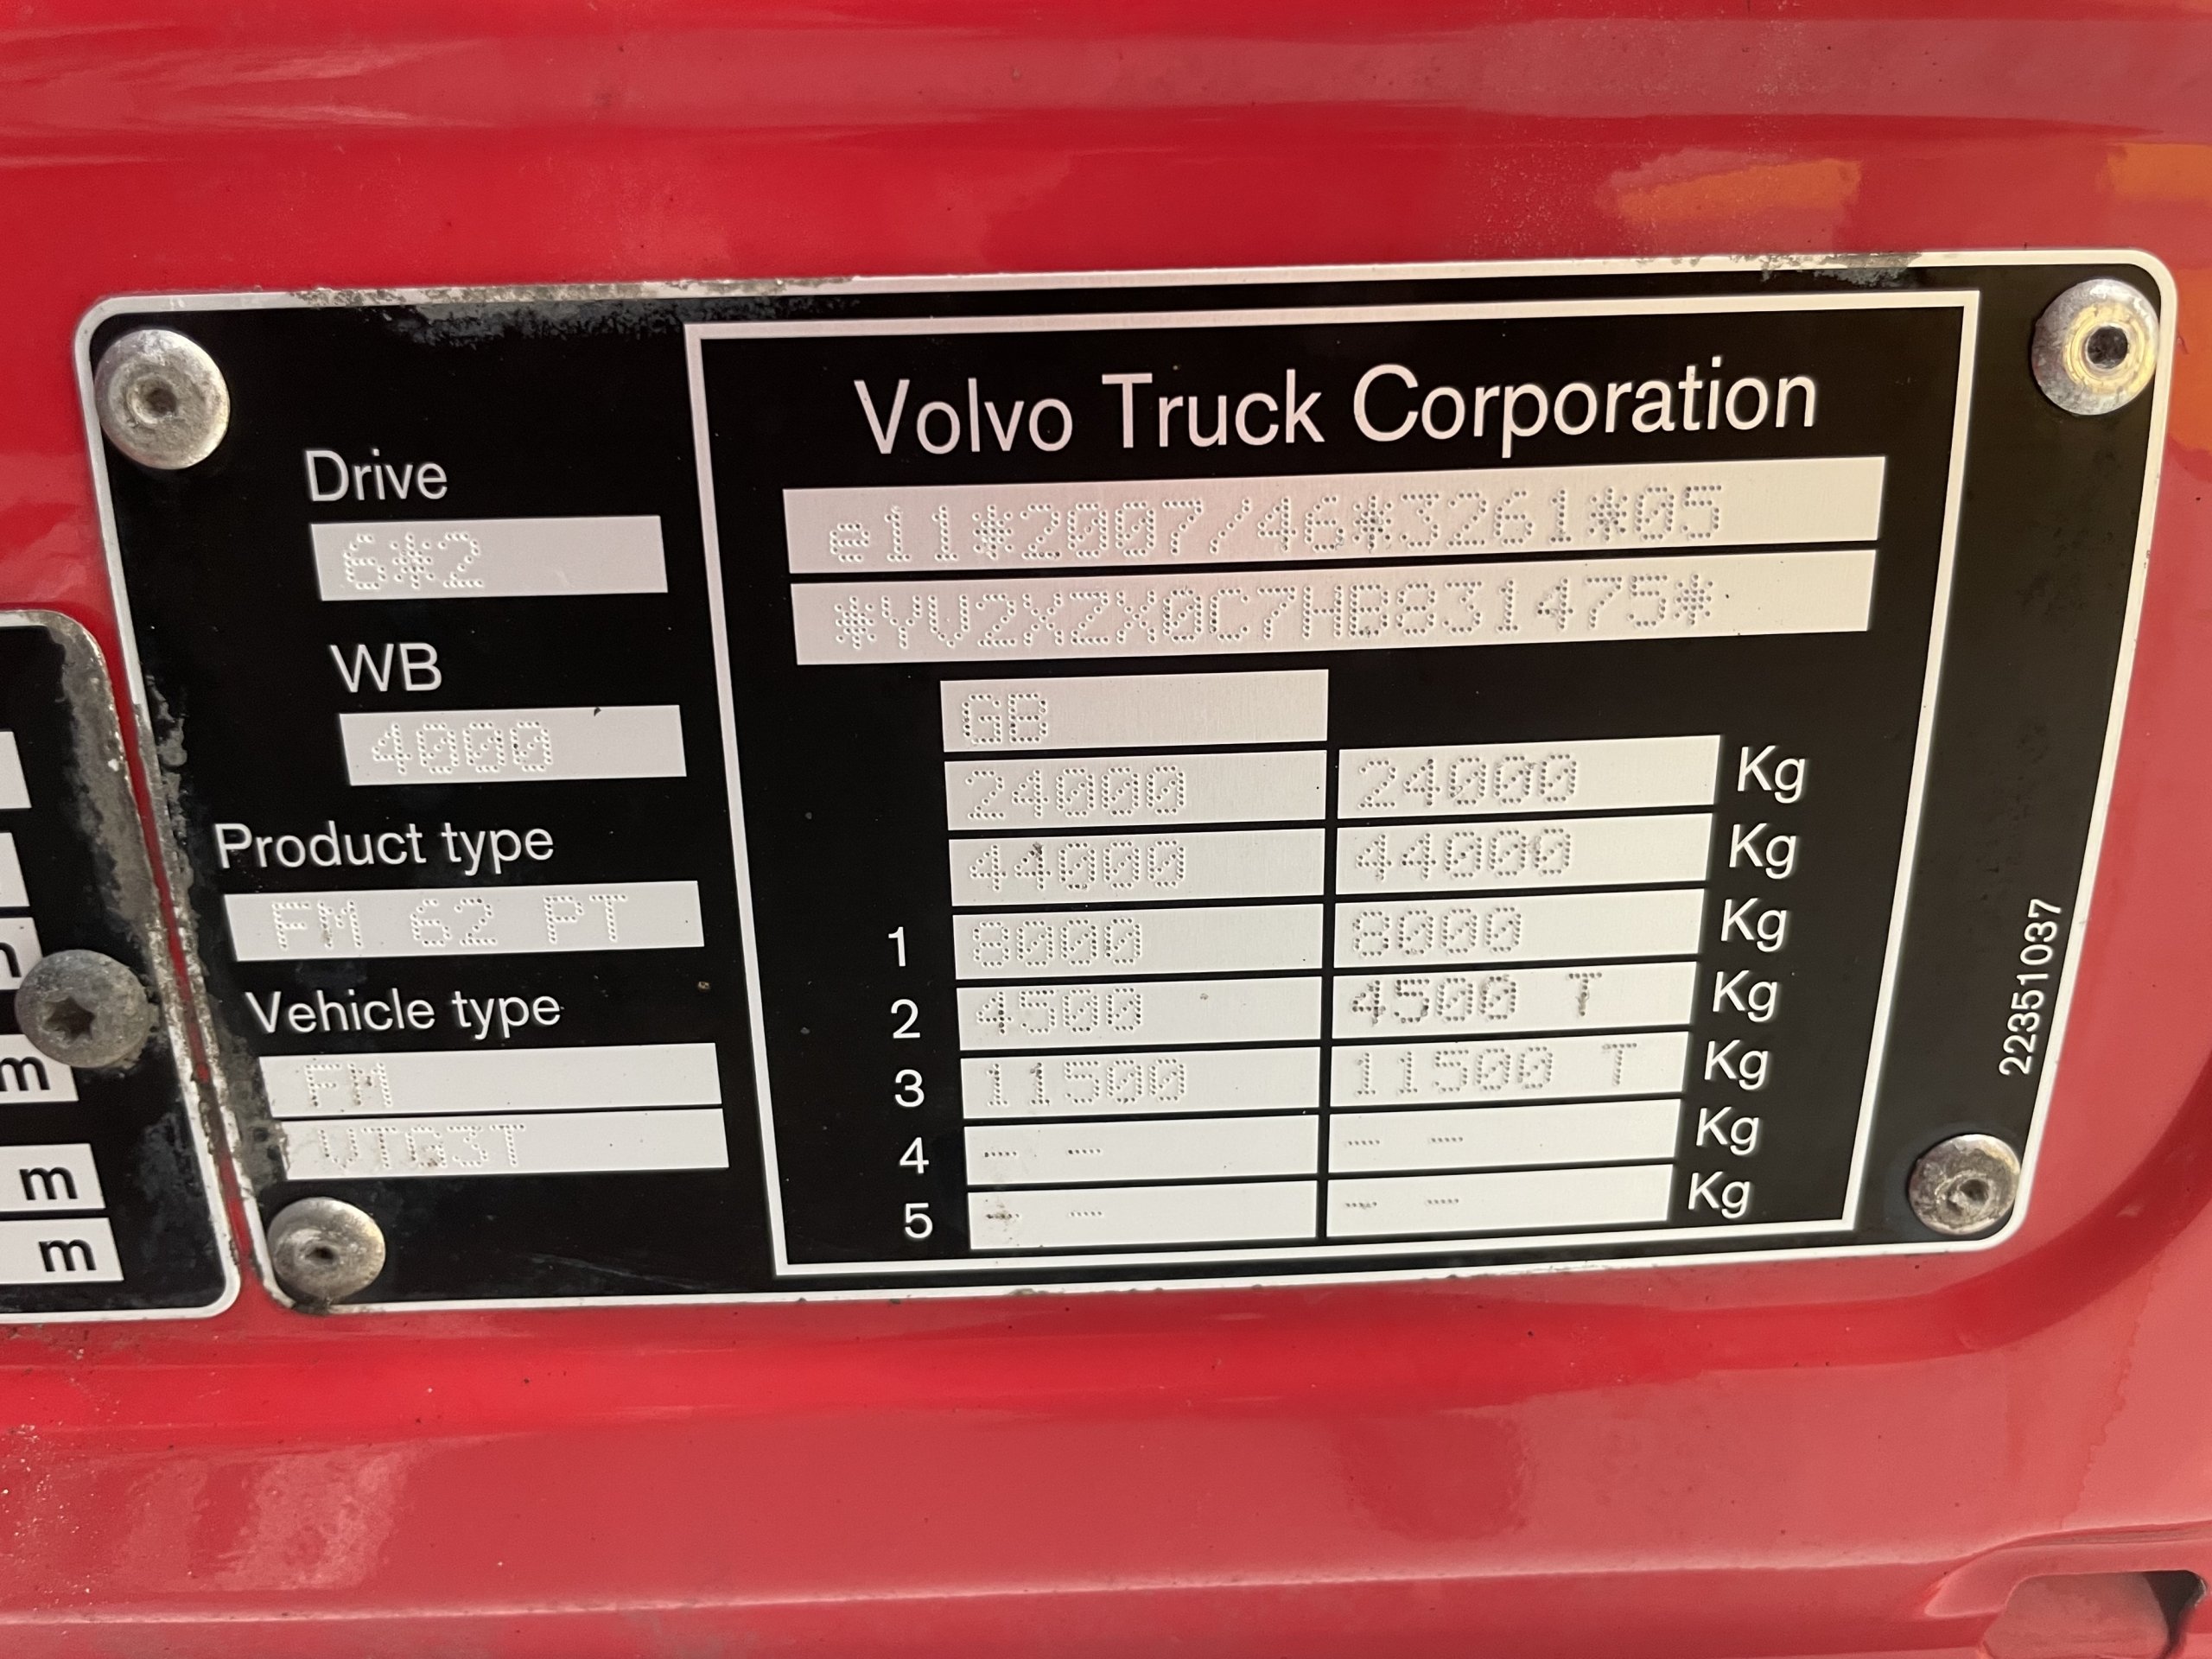 Volvo Truck Corporation
Drive
6*2
WB
4000
Product type
FM 62 PT
Vehicle type
FM
VTG3T
e11*2007/46*3261*05
*YV2XZX0C7HB831475*
GB
24000 24000 Kg
44000 44000 Kg
1 8000 8000 Kg
2 4500 4500 T Kg
3 11500 11500 T Kg
4 - - - - Kg
5 - - - - Kg
22351037
m
m
m